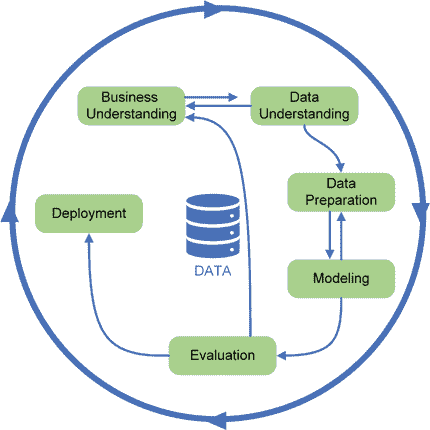 Business
Understanding
Data
Understanding
Data
Preparation
Deployment
DATA
Modeling
Evaluation